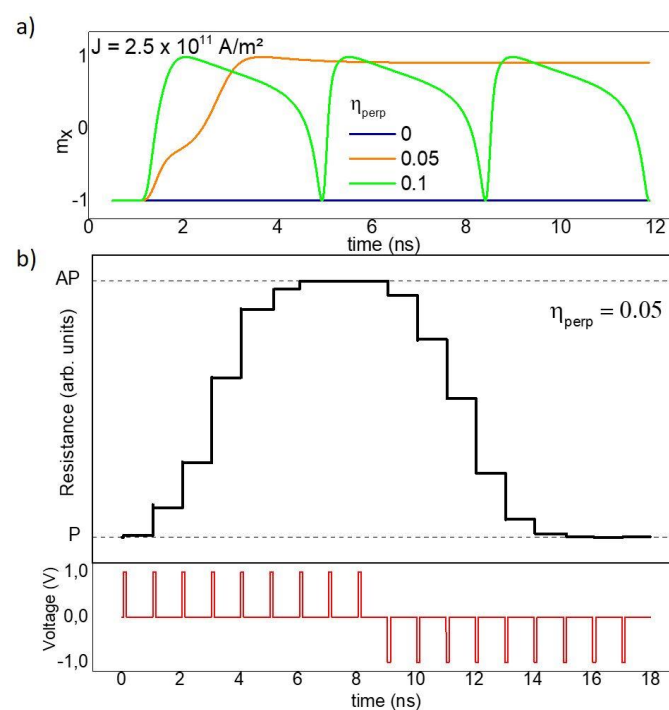 a)
J = 2.5 x 10¹¹ A/m²
1
0
-1
mₓ
η_perp
0
0.05
0.1
0 2 4 6 8 10 12
time (ns)
b)
AP
P
Resistance (arb. units)
η_perp = 0.05
1,0
0,0
-1,0
Voltage (V)
0 2 4 6 8 10 12 14 16 18
time (ns)